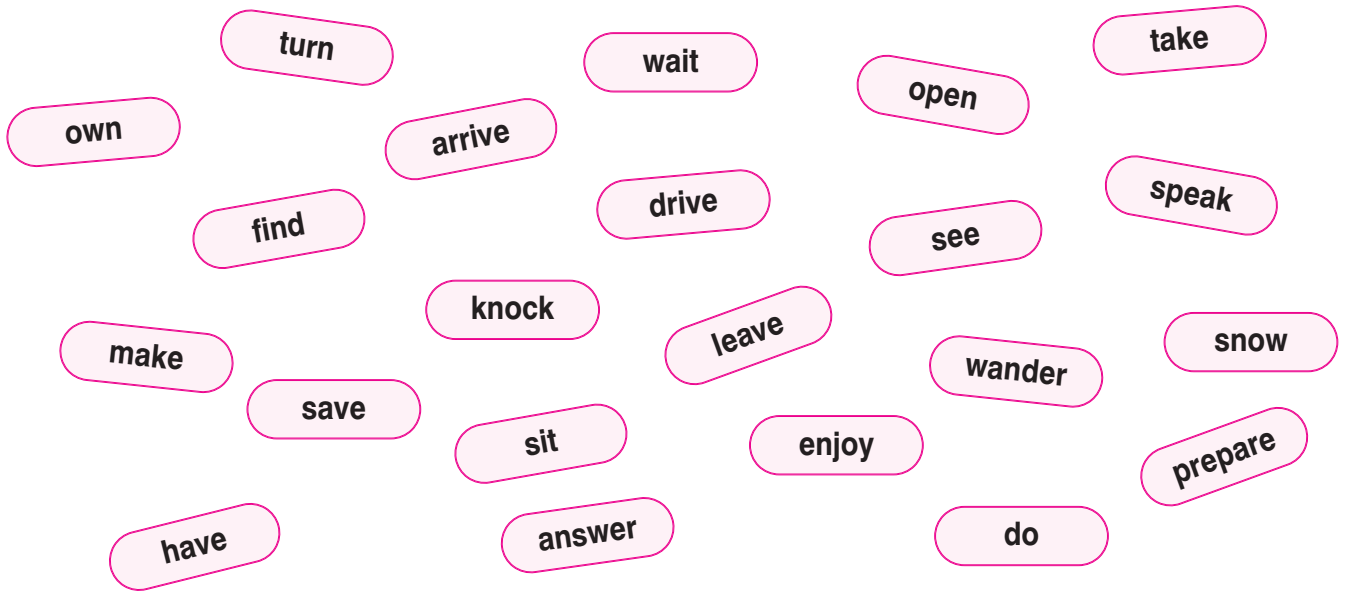 turn
wait
take
open
own
arrive
speak
drive
find
see
knock
leave
snow
make
wander
save
sit
enjoy
prepare
have
answer
do